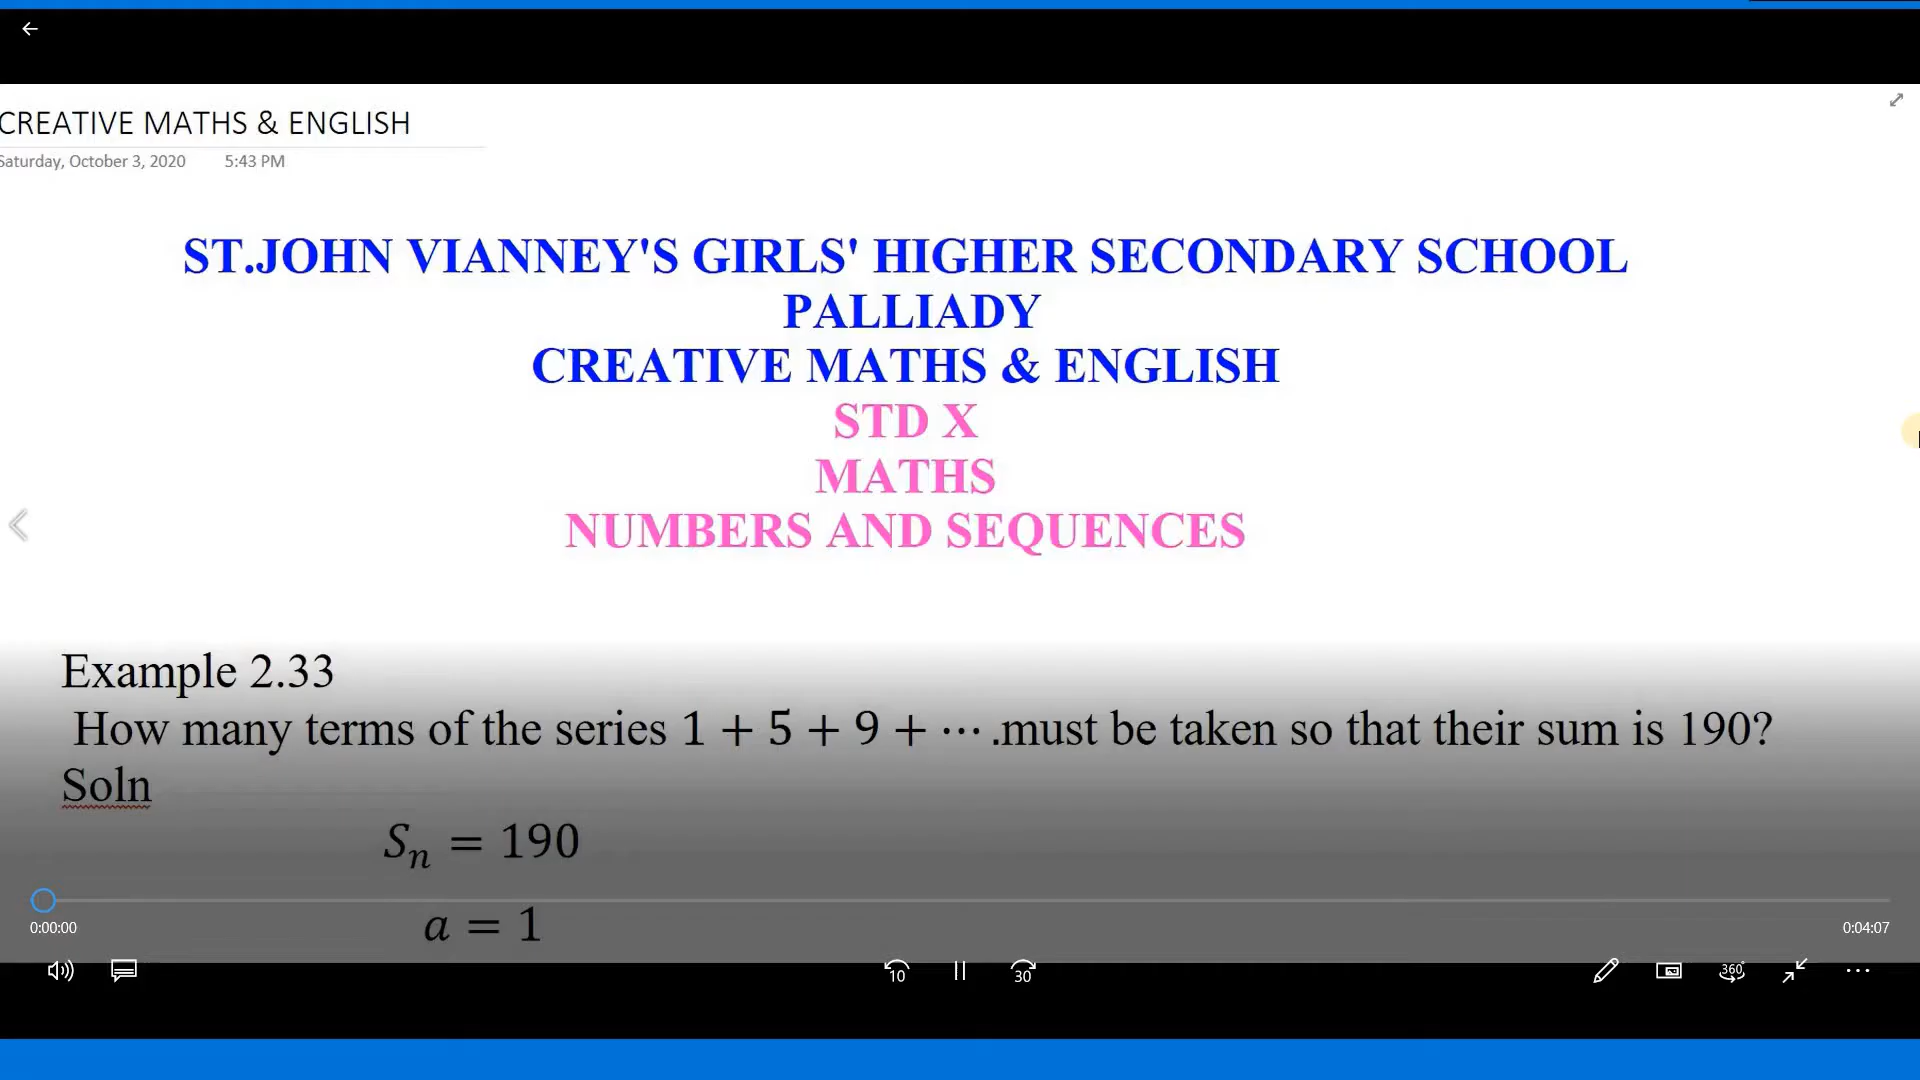 CREATIVE MATHS & ENGLISH
Saturday, October 3, 2020 5:43 PM
ST.JOHN VIANNEY'S GIRLS' HIGHER SECONDARY SCHOOL
PALLIADY
CREATIVE MATHS & ENGLISH
STD X
MATHS
NUMBERS AND SEQUENCES
Example 2.33
How many terms of the series 1 + 5 + 9 + ⋯ .must be taken so that their sum is 190?
Soln
Sₙ = 190
a = 1
0:00:00 0:04:07
10 30 360